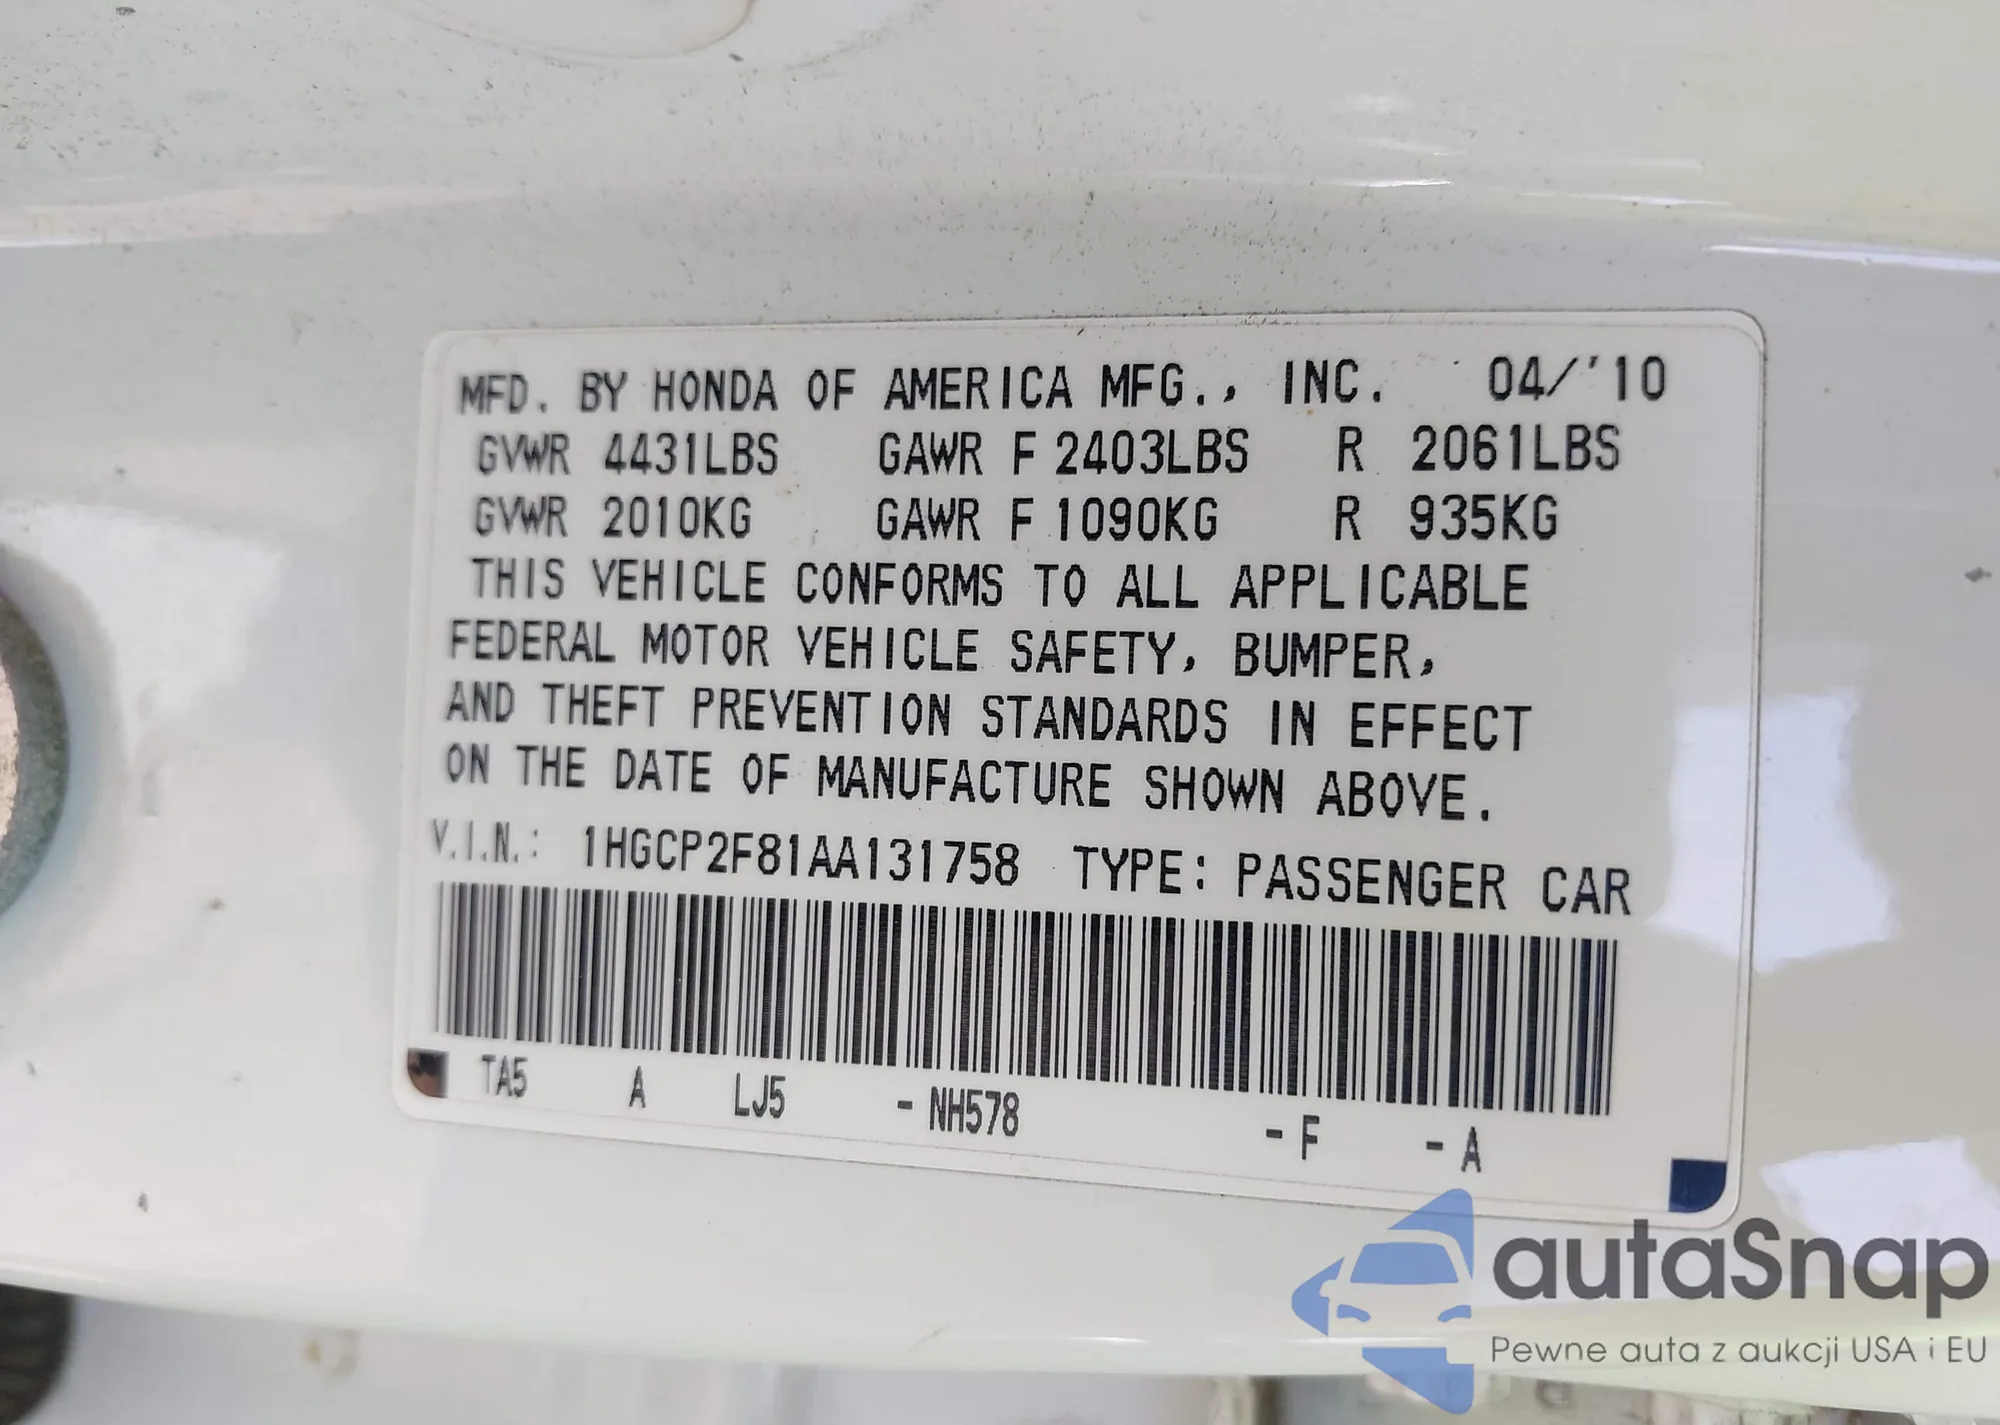 MFD. BY HONDA OF AMERICA MFG., INC. 04/'10
GVWR 4431LBS GAWR F 2403LBS R 2061LBS
GVWR 2010KG GAWR F 1090KG R 935KG
THIS VEHICLE CONFORMS TO ALL APPLICABLE
FEDERAL MOTOR VEHICLE SAFETY, BUMPER,
AND THEFT PREVENTION STANDARDS IN EFFECT
ON THE DATE OF MANUFACTURE SHOWN ABOVE.
V.I.N.: 1HGCP2F81AA131758 TYPE: PASSENGER CAR
TA5 A LJ5 - NH578 - F - A
autaSnap
Pewne auta z aukcji USA i EU